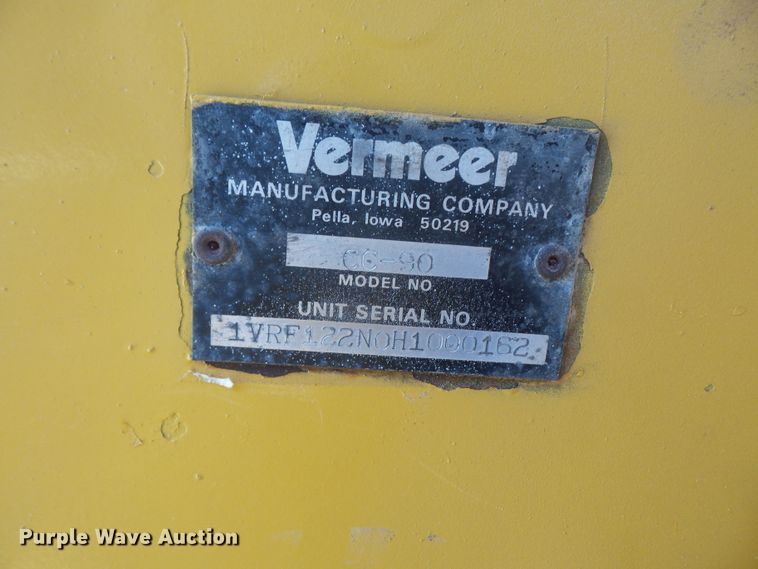 Vermeer
MANUFACTURING COMPANY
Pella, Iowa 50219
CC-90
MODEL NO.
UNIT SERIAL NO.
1VRF122N0H1000162
Purple Wave Auction